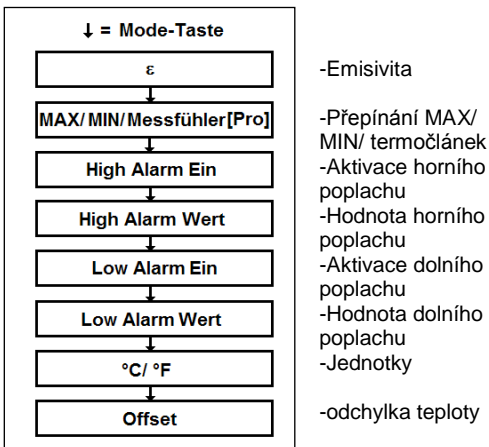 ↓ = Mode-Taste
ε
MAX/ MIN/ Messfühler[Pro]
High Alarm Ein
High Alarm Wert
Low Alarm Ein
Low Alarm Wert
°C/ °F
Offset
-Emisivita
-Přepínání MAX/
MIN/ termočlánek
-Aktivace horního
poplachu
-Hodnota horního
poplachu
-Aktivace dolního
poplachu
-Hodnota dolního
poplachu
-Jednotky
-odchylka teploty